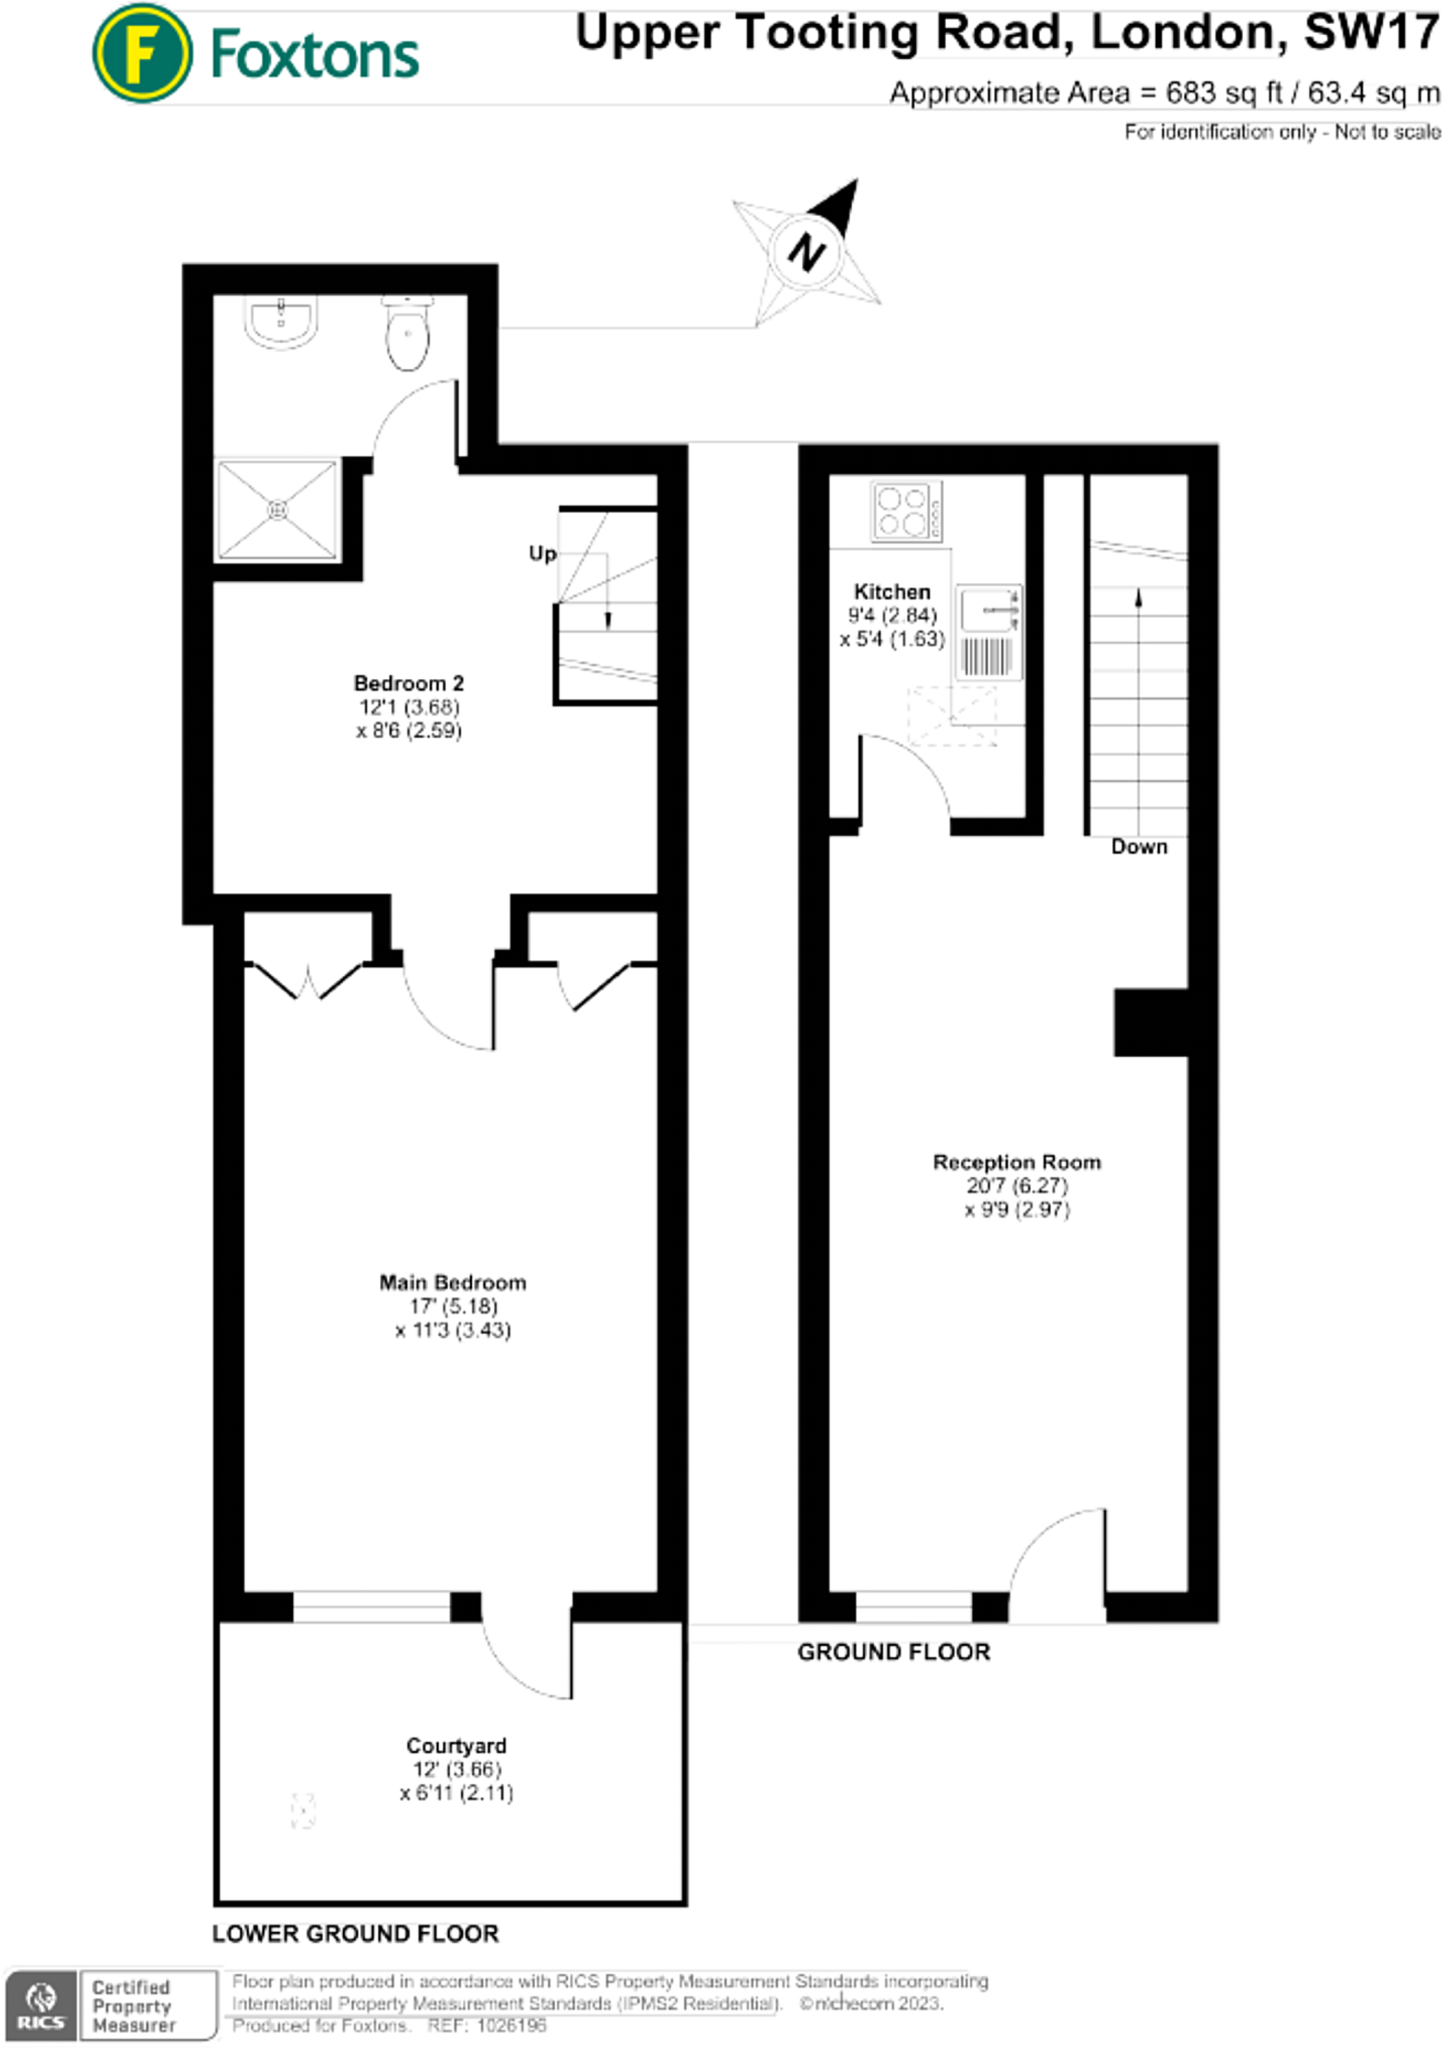 Foxtons
Upper Tooting Road, London, SW17
Approximate Area = 683 sq ft / 63.4 sq m
For identification only - Not to scale
N
Up
Bedroom 2
12'1 (3.68)
x 8'6 (2.59)
Kitchen
9'4 (2.84)
x 5'4 (1.63)
Down
Reception Room
20'7 (6.27)
x 9'9 (2.97)
Main Bedroom
17' (5.18)
x 11'3 (3.43)
GROUND FLOOR
Courtyard
12' (3.66)
x 6'11 (2.11)
LOWER GROUND FLOOR
RICS
Certified
Property
Measurer
Floor plan produced in accordance with RICS Property Measurement Standards incorporating
International Property Measurement Standards (IPMS2 Residential). © nichecom 2023.
Produced for Foxtons. REF: 1026196